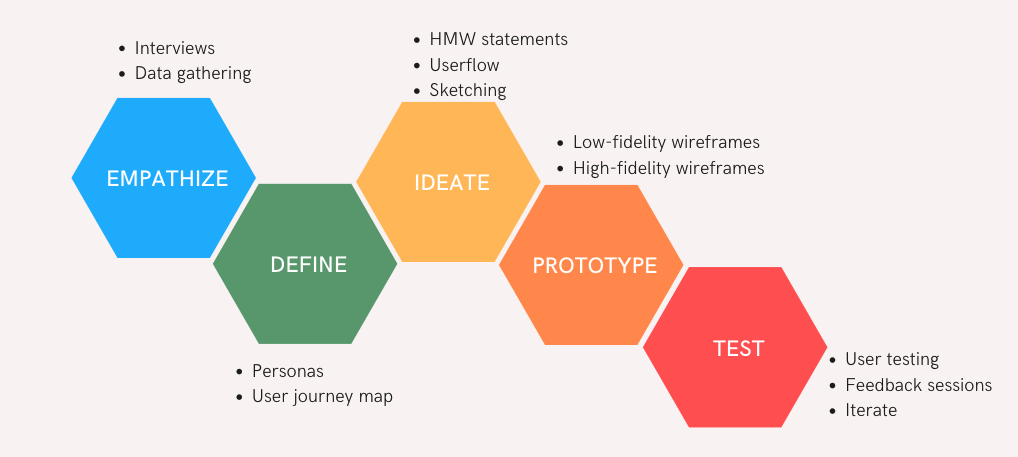 • Interviews
• Data gathering
EMPATHIZE
DEFINE
• Personas
• User journey map
• HMW statements
• Userflow
• Sketching
IDEATE
• Low-fidelity wireframes
• High-fidelity wireframes
PROTOTYPE
TEST
• User testing
• Feedback sessions
• Iterate